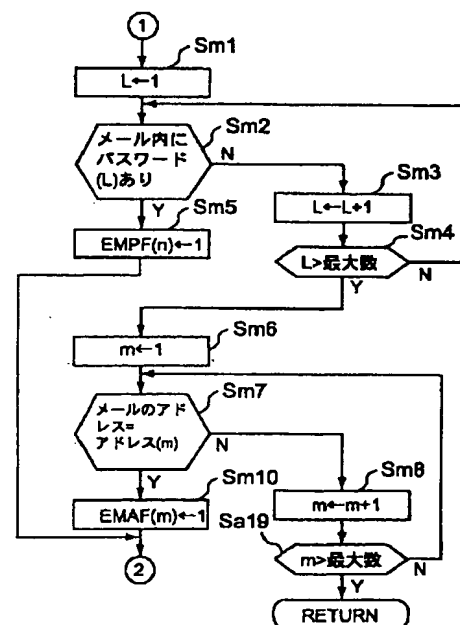 1
Sm1
L←1
Sm2
メール内に
パスワード
(L)あり
N
Y
Sm3
L←L+1
Sm5
EMPF(n)←1
Sm4
L>最大数
N
Y
Sm6
m←1
Sm7
メールのアド
レス=
アドレス(m)
N
Y
Sm8
m←m+1
Sm10
EMAF(m)←1
Sa19
m>最大数
N
Y
2
RETURN